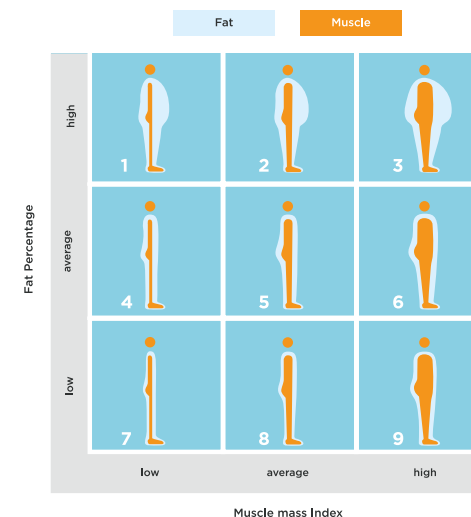 Fat
Muscle
Fat Percentage
high
1
2
3
average
4
5
6
low
7
8
9
low
average
high
Muscle mass Index